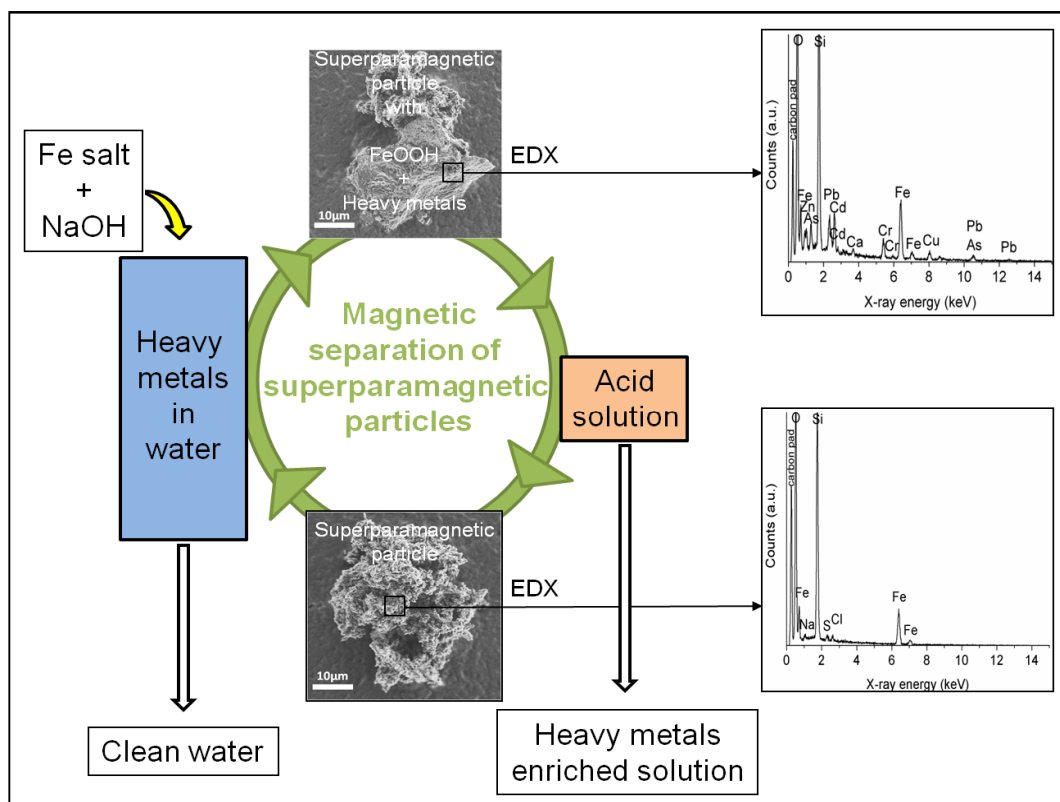 Superparamagnetic
particle
with
FeOOH
+
Heavy metals
10μm
EDX
Fe salt
+
NaOH
Heavy
metals
in
water
Magnetic
separation of
superparamagnetic
particles
Acid
solution
Superparamagnetic
particle
10μm
EDX
Clean water
Heavy metals
enriched solution
Counts (a.u.)
carbon pad
O
Si
Fe
Zn
As
Pb
Cd
Cd
Ca
Cr
Cr
Fe
Fe
Cu
Pb
As
Pb
0 2 4 6 8 10 12 14
X-ray energy (keV)
Counts (a.u.)
carbon pad
O
Si
Fe
Na
S
Cl
Fe
Fe
0 2 4 6 8 10 12 14
X-ray energy (keV)